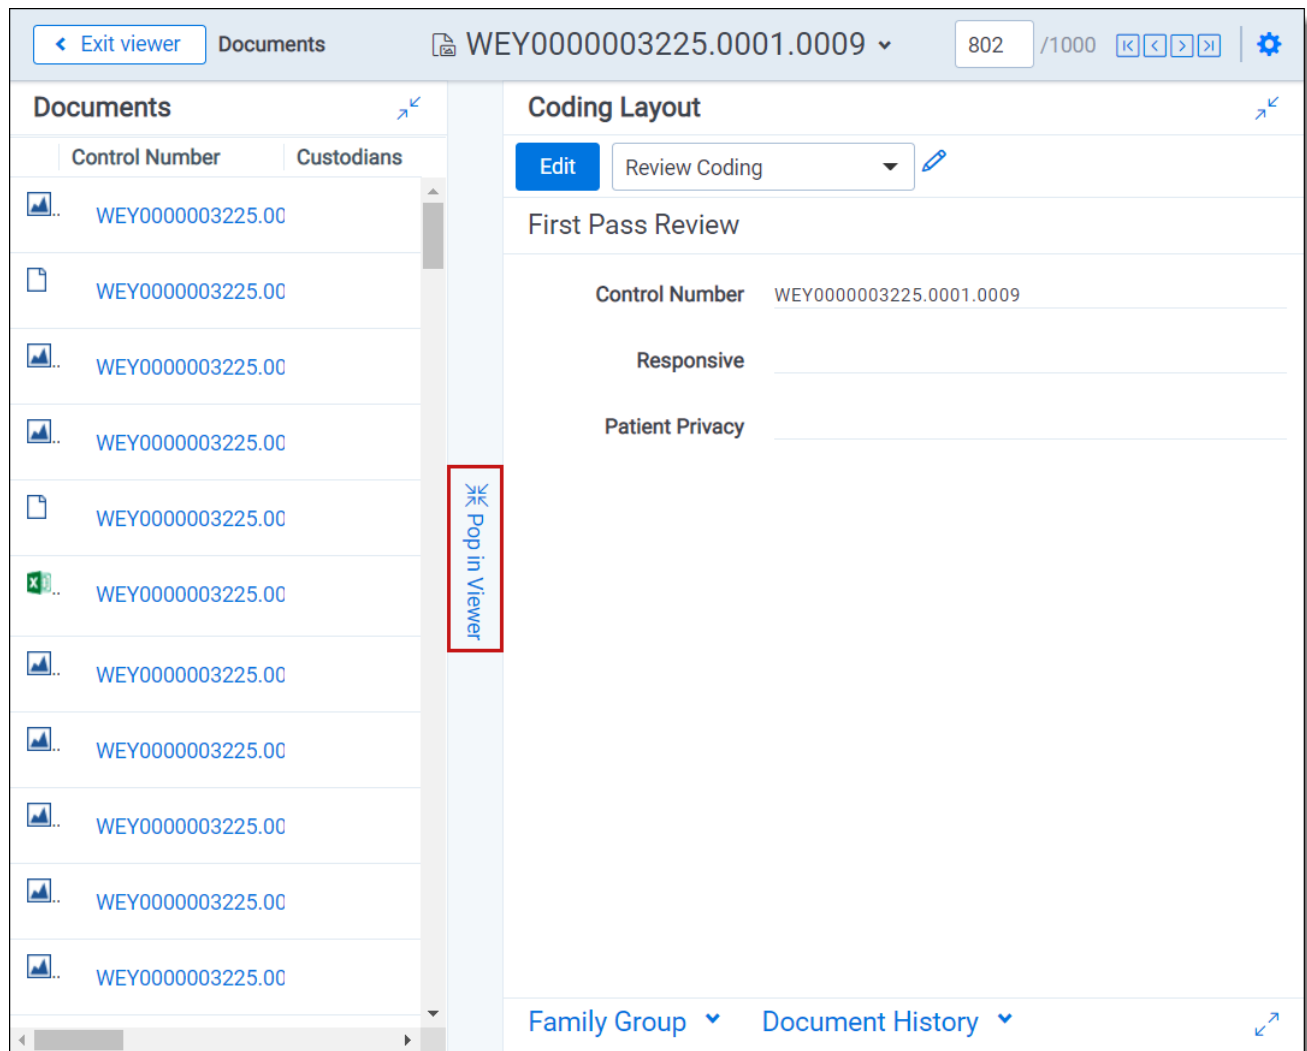 Exit viewer Documents WEY0000003225.0001.0009 802 /1000
Documents
Control Number Custodians
WEY0000003225.00
WEY0000003225.00
WEY0000003225.00
WEY0000003225.00
WEY0000003225.00
WEY0000003225.00
WEY0000003225.00
WEY0000003225.00
WEY0000003225.00
WEY0000003225.00
WEY0000003225.00
Pop in Viewer
Coding Layout
Edit Review Coding
First Pass Review
Control Number WEY0000003225.0001.0009
Responsive
Patient Privacy
Family Group Document History